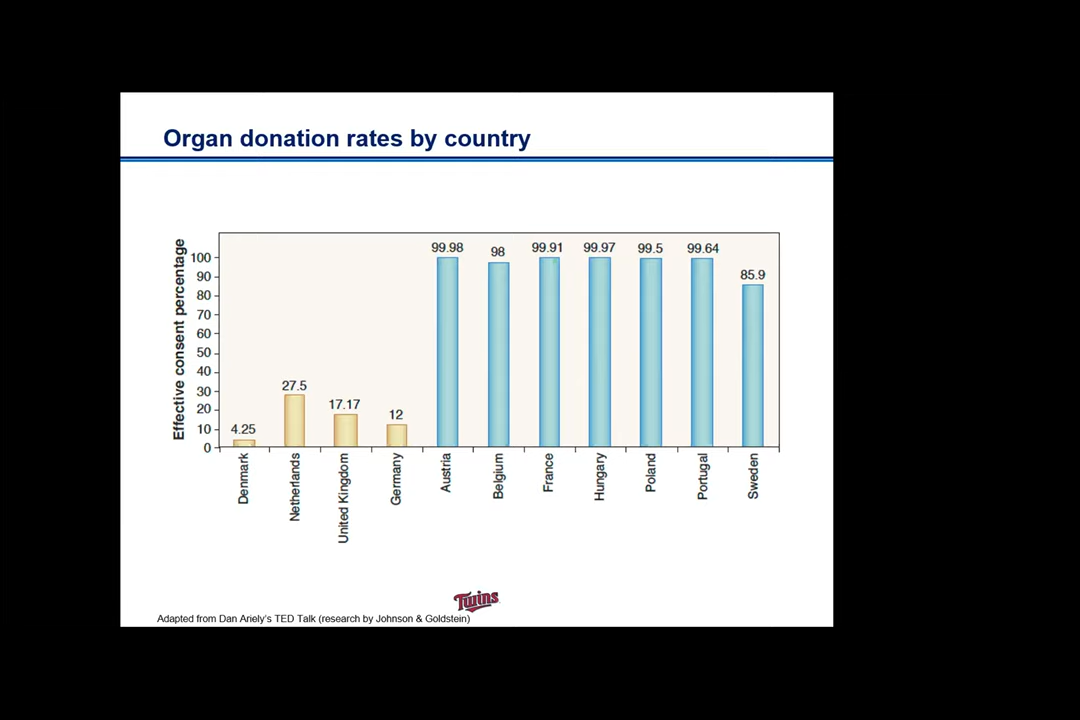 Organ donation rates by country
Effective consent percentage
100
90
80
70
60
50
40
30
20
10
0
4.25
27.5
17.17
12
99.98
98
99.91
99.97
99.5
99.64
85.9
Denmark
Netherlands
United Kingdom
Germany
Austria
Belgium
France
Hungary
Poland
Portugal
Sweden
Twins
Adapted from Dan Ariely's TED Talk (research by Johnson & Goldstein)